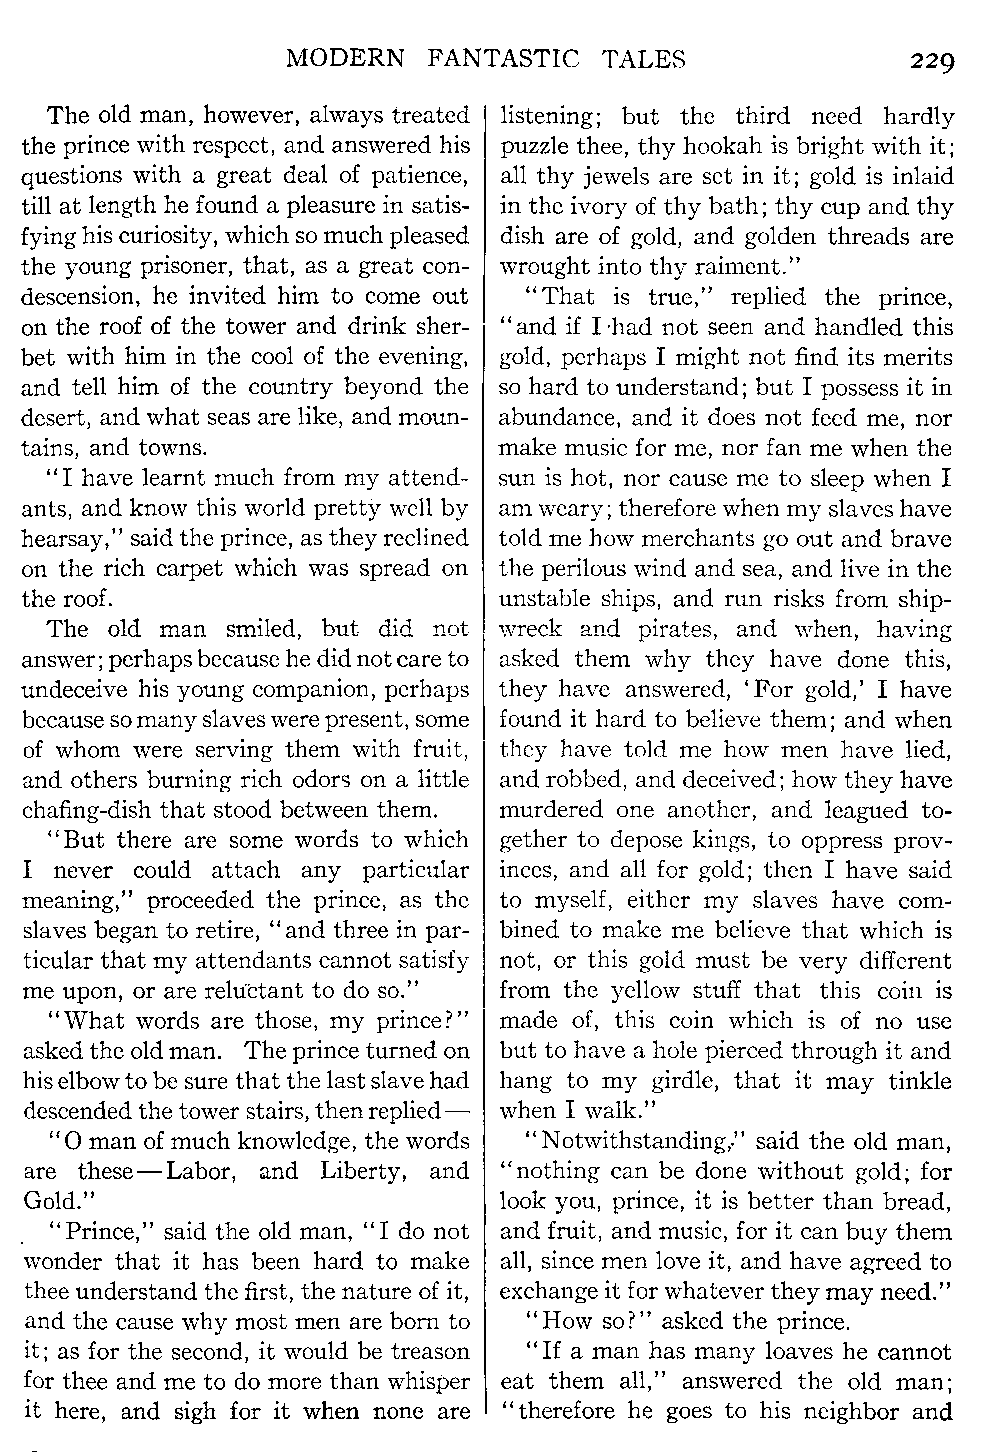 MODERN FANTASTIC TALES 229
The old man, however, always treated
the prince with respect, and answered his
questions with a great deal of patience,
till at length he found a pleasure in satis-
fying his curiosity, which so much pleased
the young prisoner, that, as a great con-
descension, he invited him to come out
on the roof of the tower and drink sher-
bet with him in the cool of the evening,
and tell him of the country beyond the
desert, and what seas are like, and moun-
tains, and towns.
“I have learnt much from my attend-
ants, and know this world pretty well by
hearsay,” said the prince, as they reclined
on the rich carpet which was spread on
the roof.
The old man smiled, but did not
answer; perhaps because he did not care to
undeceive his young companion, perhaps
because so many slaves were present, some
of whom were serving them with fruit,
and others burning rich odors on a little
chafing-dish that stood between them.
“But there are some words to which
I never could attach any particular
meaning,” proceeded the prince, as the
slaves began to retire, “and three in par-
ticular that my attendants cannot satisfy
me upon, or are reluctant to do so.”
“What words are those, my prince?”
asked the old man. The prince turned on
his elbow to be sure that the last slave had
descended the tower stairs, then replied—
“O man of much knowledge, the words
are these—Labor, and Liberty, and
Gold.”
“Prince,” said the old man, “I do not
wonder that it has been hard to make
thee understand the first, the nature of it,
and the cause why most men are born to
it; as for the second, it would be treason
for thee and me to do more than whisper
it here, and sigh for it when none are
listening; but the third need hardly
puzzle thee, thy hookah is bright with it;
all thy jewels are set in it; gold is inlaid
in the ivory of thy bath; thy cup and thy
dish are of gold, and golden threads are
wrought into thy raiment.”
“That is true,” replied the prince,
“and if I had not seen and handled this
gold, perhaps I might not find its merits
so hard to understand; but I possess it in
abundance, and it does not feed me, nor
make music for me, nor fan me when the
sun is hot, nor cause me to sleep when I
am weary; therefore when my slaves have
told me how merchants go out and brave
the perilous wind and sea, and live in the
unstable ships, and run risks from ship-
wreck and pirates, and when, having
asked them why they have done this,
they have answered, ‘For gold,’ I have
found it hard to believe them; and when
they have told me how men have lied,
and robbed, and deceived; how they have
murdered one another, and leagued to-
gether to depose kings, to oppress prov-
inces, and all for gold; then I have said
to myself, either my slaves have com-
bined to make me believe that which is
not, or this gold must be very different
from the yellow stuff that this coin is
made of, this coin which is of no use
but to have a hole pierced through it and
hang to my girdle, that it may tinkle
when I walk.”
“Notwithstanding,” said the old man,
“nothing can be done without gold; for
look you, prince, it is better than bread,
and fruit, and music, for it can buy them
all, since men love it, and have agreed to
exchange it for whatever they may need.”
“How so?” asked the prince.
“If a man has many loaves he cannot
eat them all,” answered the old man;
“therefore he goes to his neighbor and